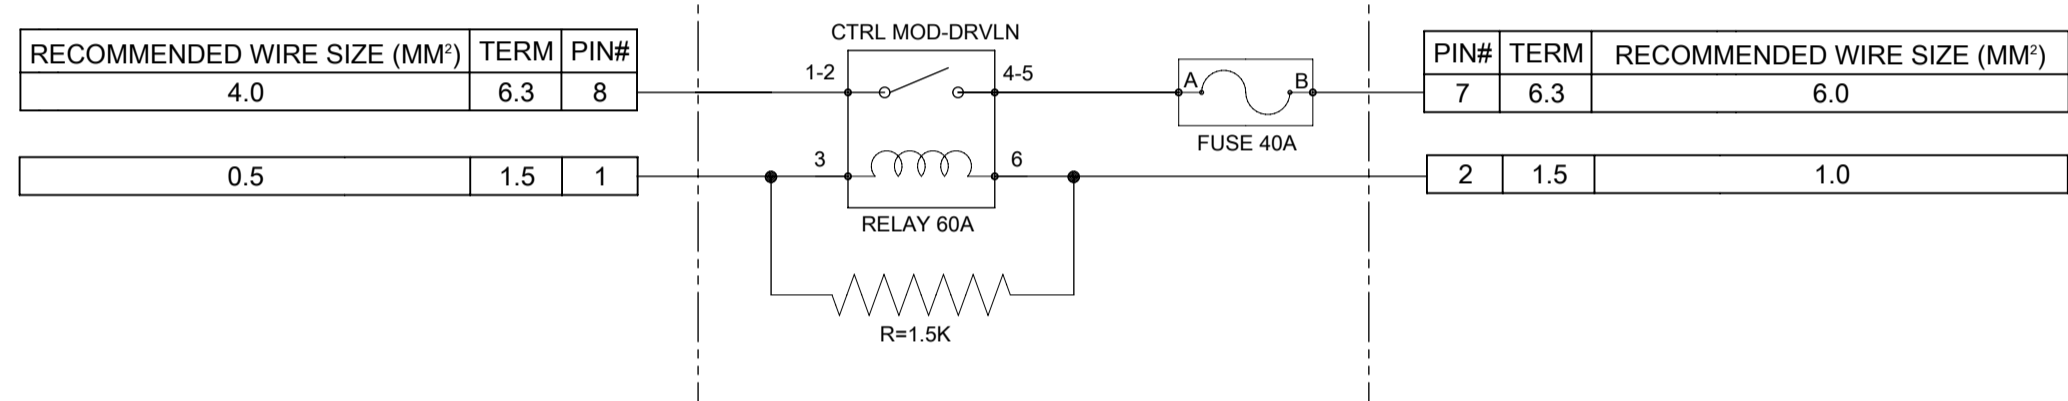 CTRL MOD-DRVLN
RECOMMENDED WIRE SIZE (MM²) TERM PIN#
4.0 6.3 8
1-2 4-5
A B
FUSE 40A
PIN# TERM RECOMMENDED WIRE SIZE (MM²)
7 6.3 6.0
0.5 1.5 1
3 6
RELAY 60A
2 1.5 1.0
R=1.5K